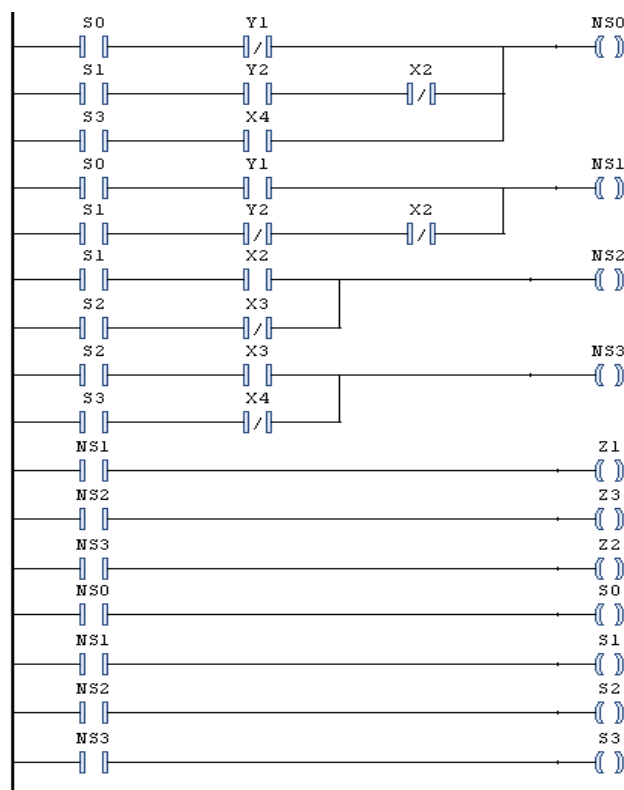 S0 Y1 NS0
S1 Y2 X2
S3 X4
S0 Y1 NS1
S1 Y2 X2
S1 X2 NS2
S2 X3
S2 X3 NS3
S3 X4
NS1 Z1
NS2 Z3
NS3 Z2
NS0 S0
NS1 S1
NS2 S2
NS3 S3